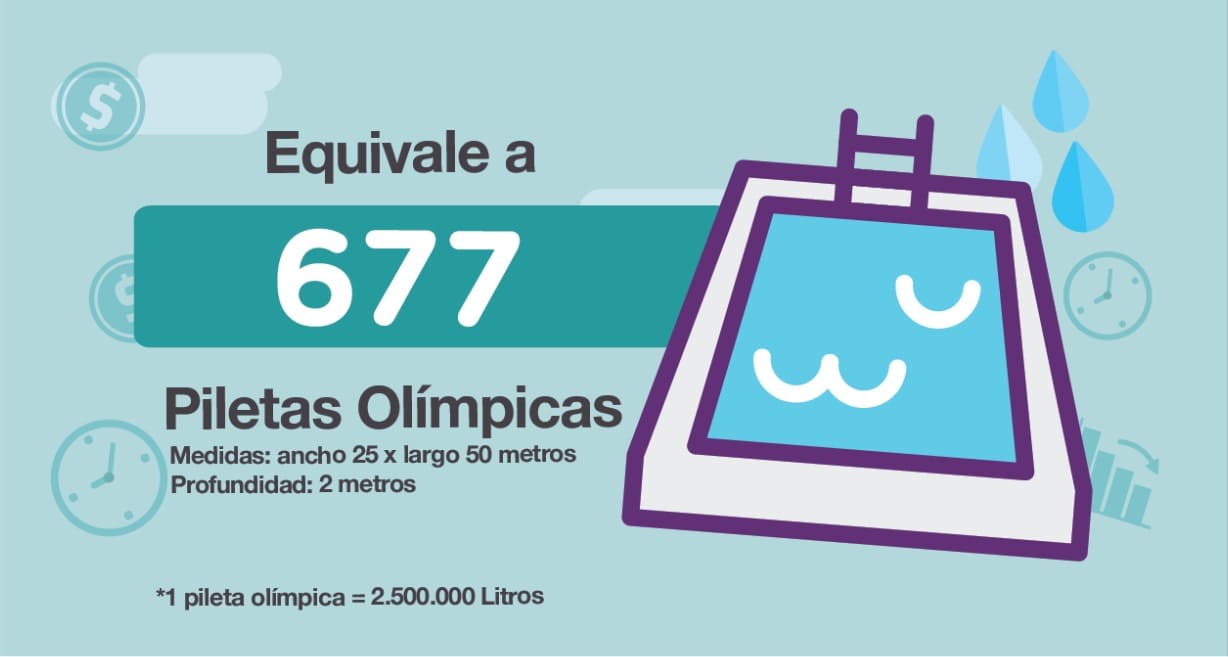 Equivale a
677
Piletas Olímpicas
Medidas: ancho 25 x largo 50 metros
Profundidad: 2 metros
*1 pileta olímpica = 2.500.000 Litros